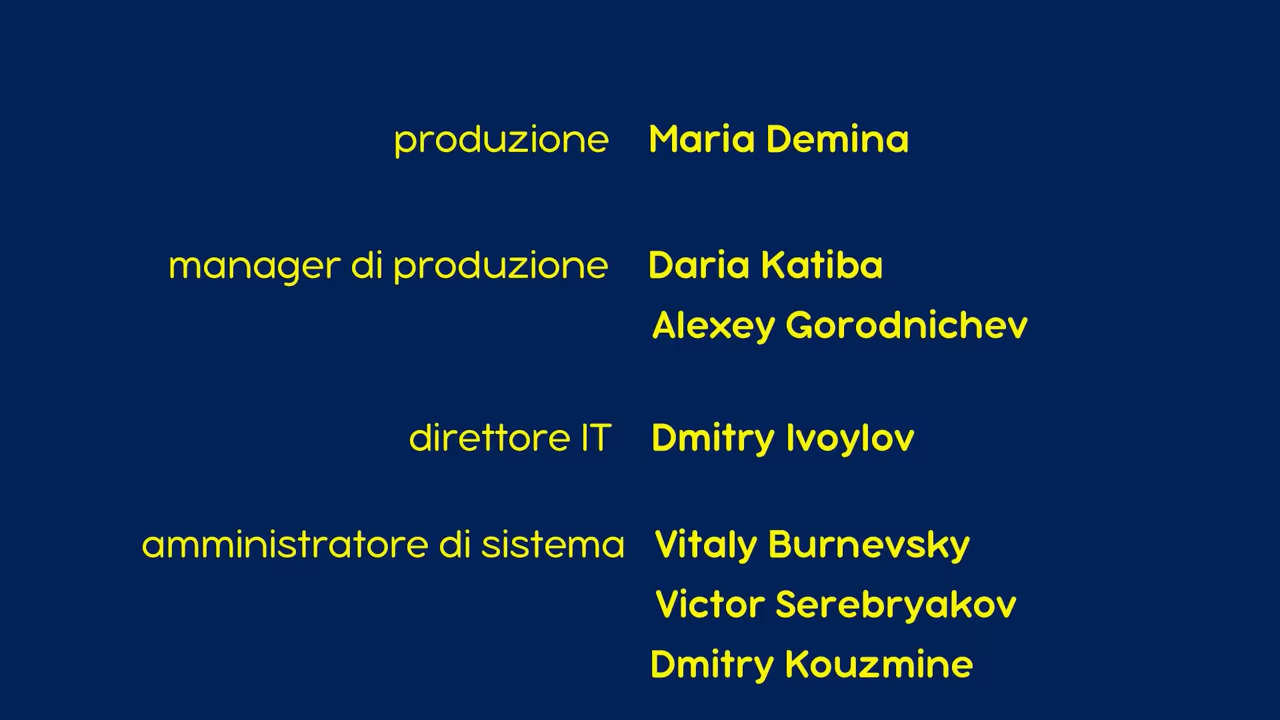 produzione Maria Demina
manager di produzione Daria Katiba
Alexey Gorodnichev
direttore IT Dmitry Ivoylov
amministratore di sistema Vitaly Burnevsky
Victor Serebryakov
Dmitry Kouzmine